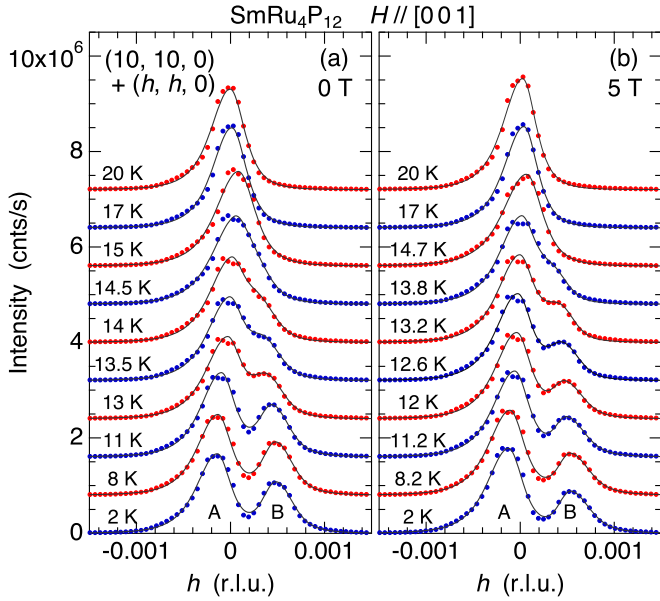 SmRu₄P₁₂ H // [0 0 1]
(10, 10, 0)
+ (h, h, 0)
(a)
0 T
20 K
17 K
15 K
14.5 K
14 K
13.5 K
13 K
11 K
8 K
2 K
A
B
(b)
5 T
20 K
17 K
14.7 K
13.8 K
13.2 K
12.6 K
12 K
11.2 K
8.2 K
2 K
A
B
10x10⁶
8
6
4
2
0
Intensity (cnts/s)
-0.001
0
0.001
-0.001
0
0.001
h (r.l.u.)
h (r.l.u.)